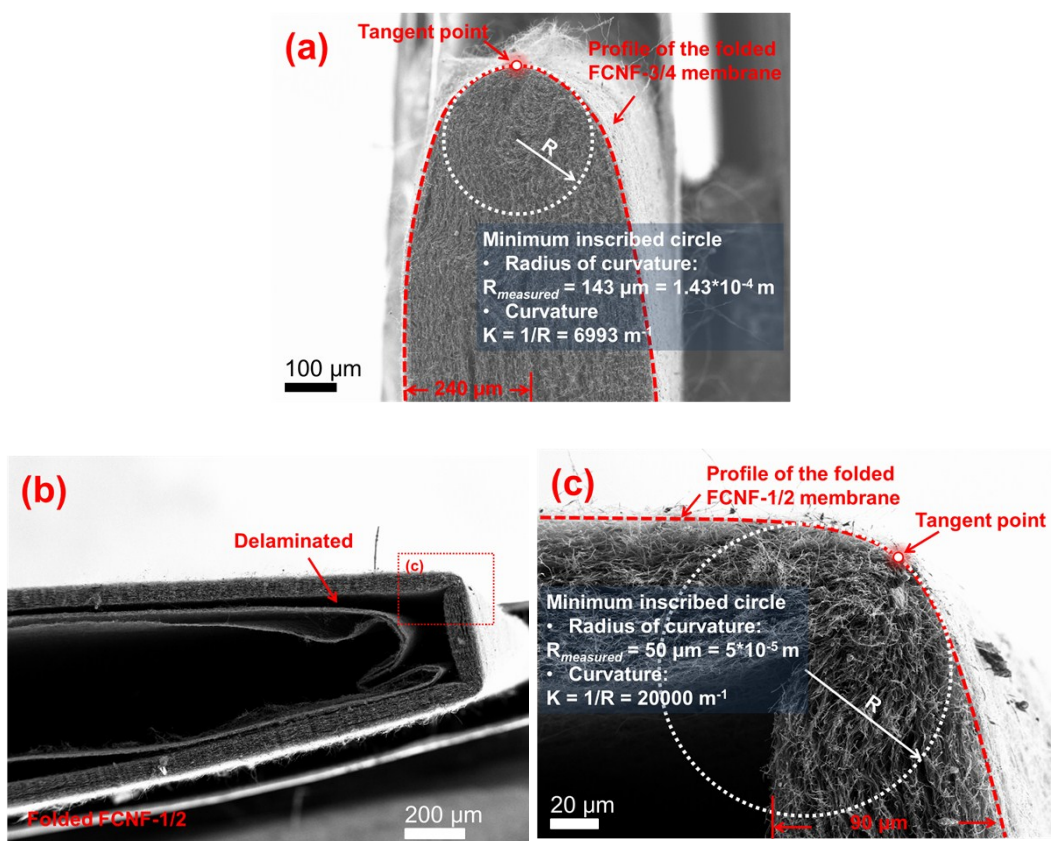 (a)
Tangent point
Profile of the folded
FCNF-3/4 membrane
R
Minimum inscribed circle
• Radius of curvature:
Rmeasured = 143 µm = 1.43*10⁻⁴ m
• Curvature
K = 1/R = 6993 m⁻¹
100 µm
240 µm
(b)
Delaminated
(c)
Folded FCNF-1/2
200 µm
(c)
Profile of the folded
FCNF-1/2 membrane
Tangent point
Minimum inscribed circle
• Radius of curvature:
Rmeasured = 50 µm = 5*10⁻⁵ m
• Curvature:
K = 1/R = 20000 m⁻¹
R
20 µm
90 µm